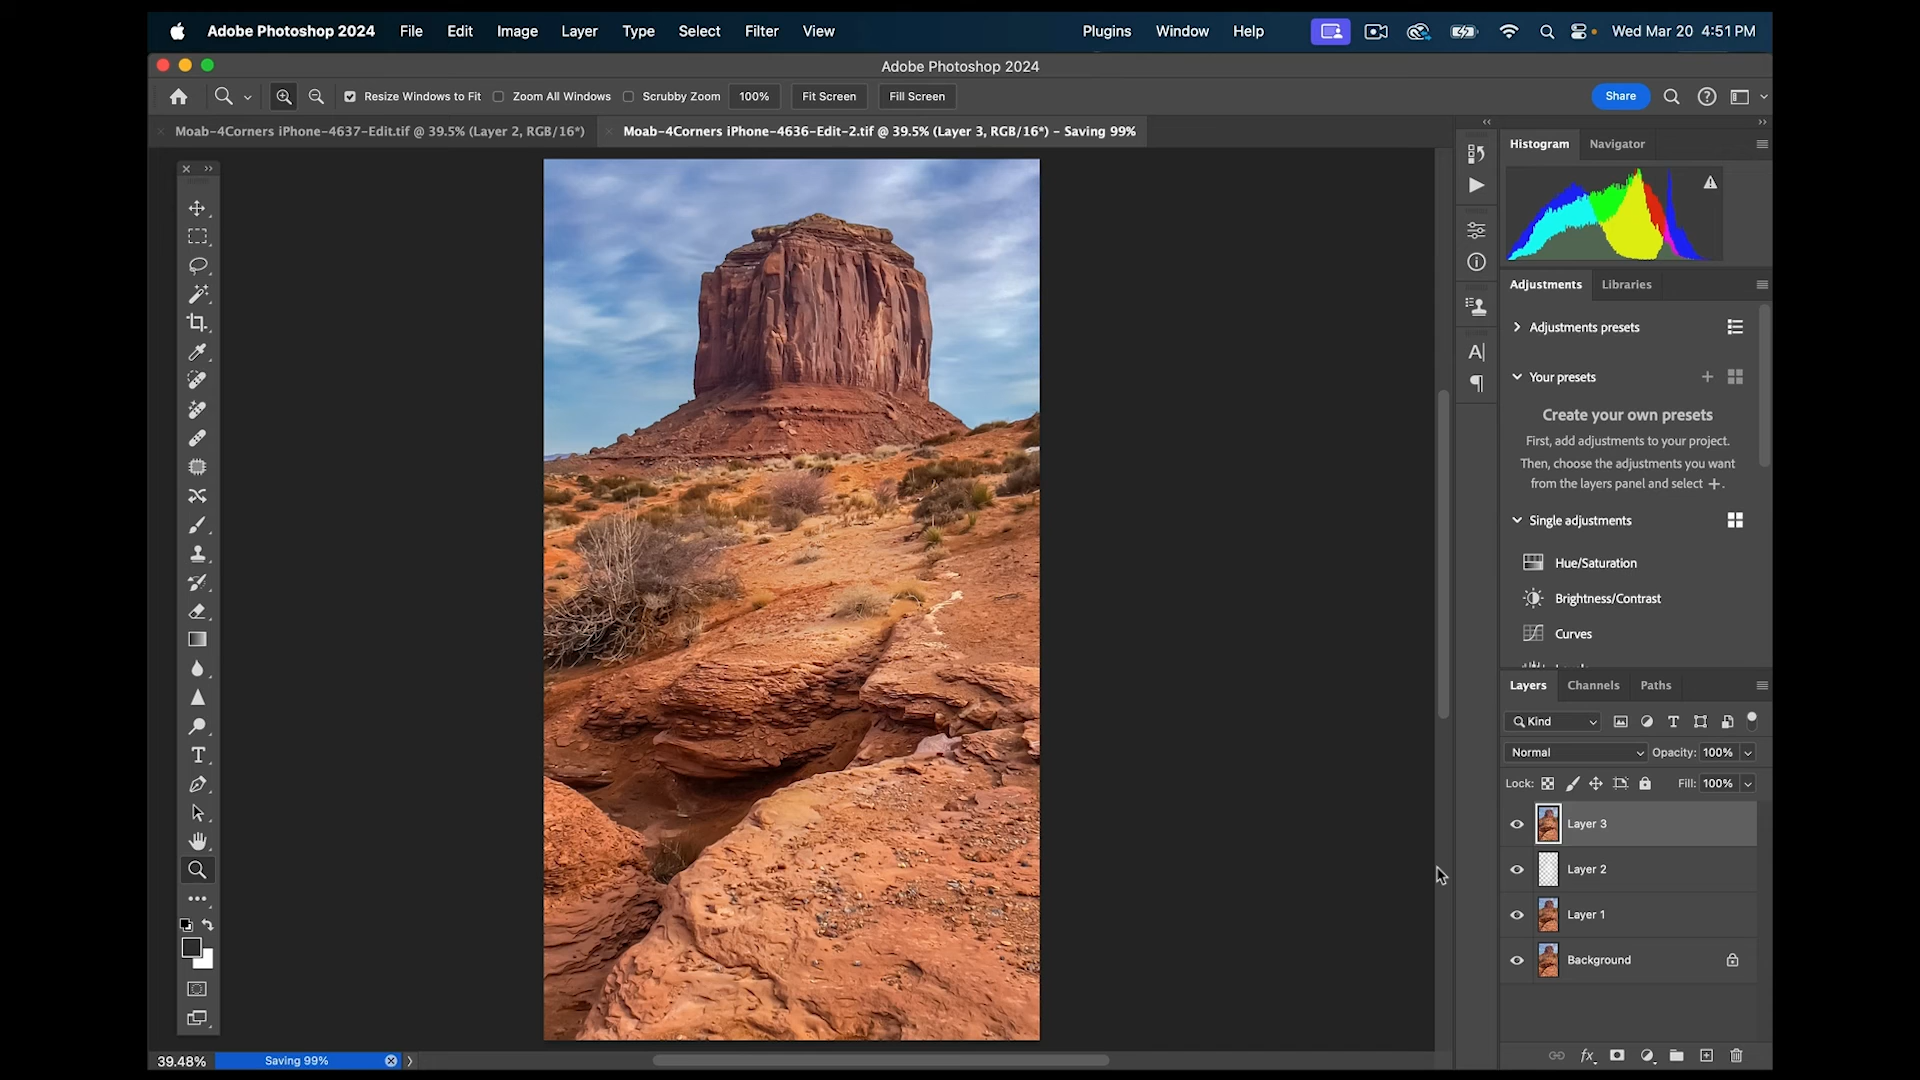 Adobe Photoshop 2024 File Edit Image Layer Type Select Filter View Plugins Window Help Wed Mar 20 4:51 PM
Adobe Photoshop 2024
Resize Windows to Fit Zoom All Windows Scrubby Zoom 100% Fit Screen Fill Screen Share
Moab-4Corners iPhone-4637-Edit.tif @ 39.5% (Layer 2, RGB/16*) Moab-4Corners iPhone-4636-Edit-2.tif @ 39.5% (Layer 3, RGB/16*) - Saving 99%
Histogram Navigator
Adjustments Libraries
Adjustments presets
Your presets
Create your own presets
First, add adjustments to your project.
Then, choose the adjustments you want
from the layers panel and select +.
Single adjustments
Hue/Saturation
Brightness/Contrast
Curves
Layers Channels Paths
Kind
Normal Opacity: 100%
Lock: Fill: 100%
Layer 3
Layer 2
Layer 1
Background
39.48% Saving 99%